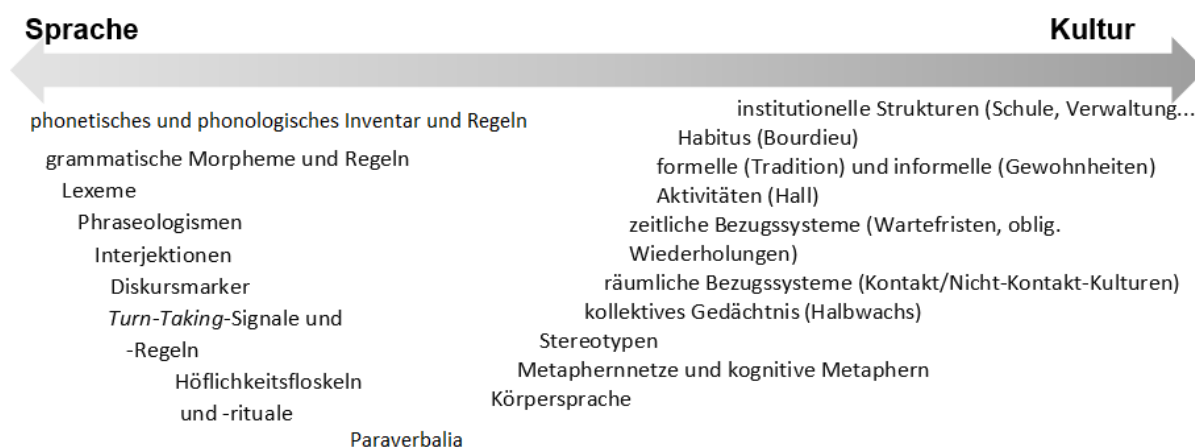 Sprache
Kultur
phonetisches und phonologisches Inventar und Regeln
grammatische Morpheme und Regeln
Lexeme
Phraseologismen
Interjektionen
Diskursmarker
Turn-Taking-Signale und
-Regeln
Höflichkeitsfloskeln
und -rituale
Paraverbalia
institutionelle Strukturen (Schule, Verwaltung...
Habitus (Bourdieu)
formelle (Tradition) und informelle (Gewohnheiten)
Aktivitäten (Hall)
zeitliche Bezugssysteme (Wartefristen, oblig.
Wiederholungen)
räumliche Bezugssysteme (Kontakt/Nicht-Kontakt-Kulturen)
kollektives Gedächtnis (Halbwachs)
Stereotypen
Metaphernnetze und kognitive Metaphern
Körpersprache